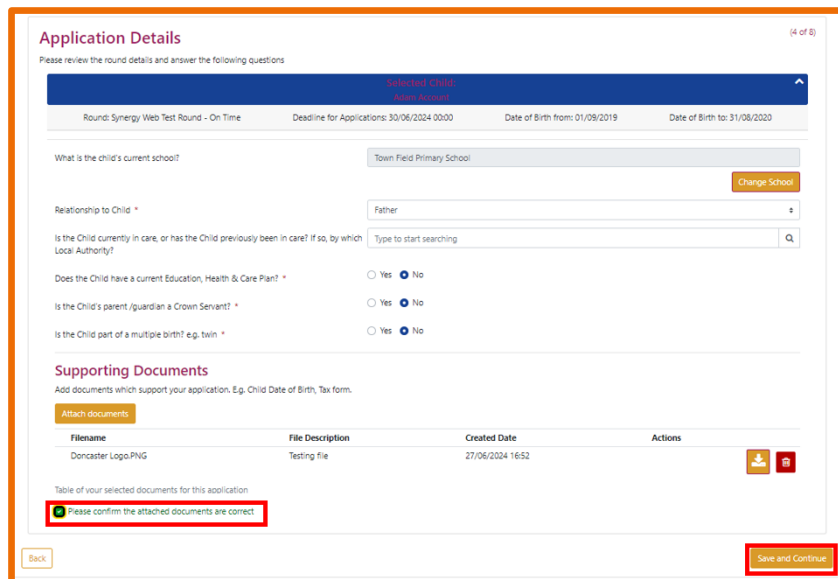 Application Details
(4 of 8)
Please review the round details and answer the following questions
Selected Child:
Adam Account
Round: Synergy Web Test Round - On Time Deadline for Applications: 30/06/2024 00:00 Date of Birth from: 01/09/2019 Date of Birth to: 31/08/2020
What is the child's current school? Town Field Primary School
Change School
Relationship to Child * Father
Is the Child currently in care, or has the Child previously been in care? If so, by which Type to start searching
Local Authority?
Does the Child have a current Education, Health & Care Plan? * Yes No
Is the Child's parent /guardian a Crown Servant? * Yes No
Is the Child part of a multiple birth? e.g. twin * Yes No
Supporting Documents
Add documents which support your application. E.g. Child Date of Birth, Tax form.
Attach documents
Filename File Description Created Date Actions
Doncaster Logo.PNG Testing file 27/06/2024 16:52
Table of your selected documents for this application
Please confirm the attached documents are correct
Back Save and Continue